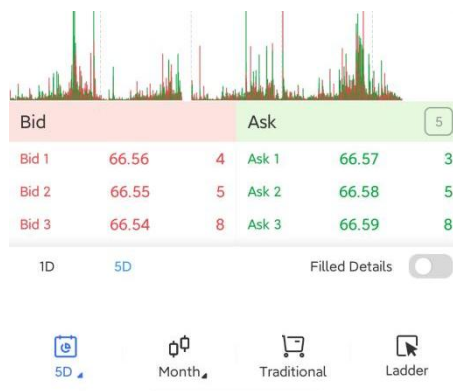 Bid Ask 5
Bid 1 66.56 4 Ask 1 66.57 3
Bid 2 66.55 5 Ask 2 66.58 5
Bid 3 66.54 8 Ask 3 66.59 8
1D 5D Filled Details
5D Month Traditional Ladder